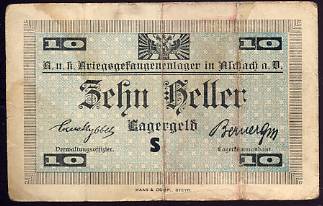 10 10
K.u.k. Kriegsgefangenenlager in Aschach a.D.
Zehn Heller
Lagergeld
Verwaltungsoffizier. S Lagerkommandant.
10 10